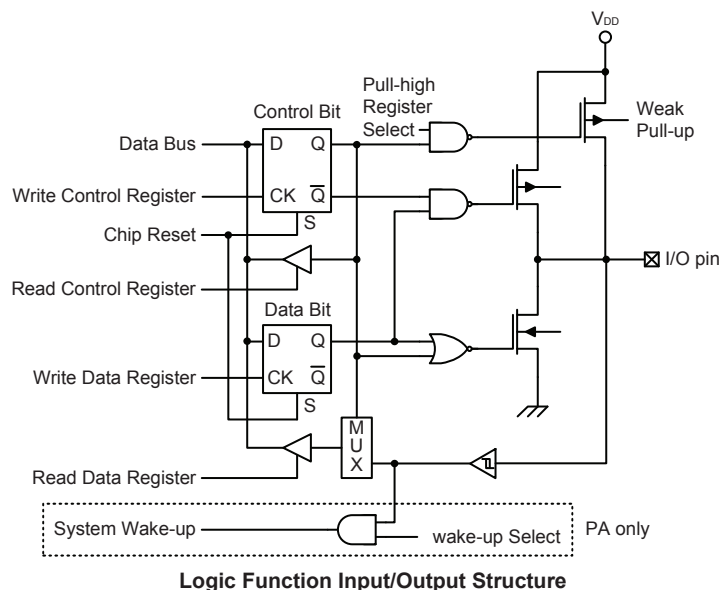 VDD
Pull-high
Register
Select
Weak
Pull-up
Control Bit
Data Bus
D
Q
Write Control Register
CK
Q
S
Chip Reset
I/O pin
Read Control Register
Data Bit
D
Q
Write Data Register
CK
Q
S
M
U
X
Read Data Register
System Wake-up
wake-up Select
PA only
Logic Function Input/Output Structure